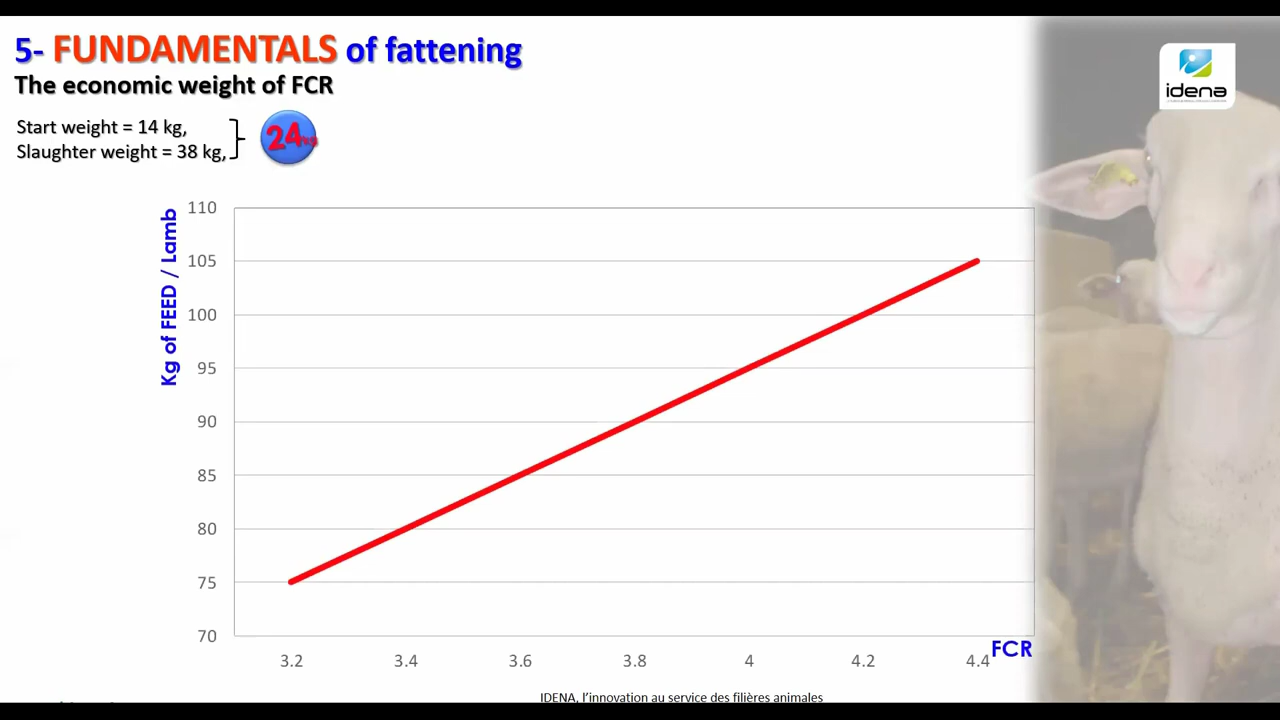 5- FUNDAMENTALS of fattening
The economic weight of FCR
Start weight = 14 kg,
Slaughter weight = 38 kg,
24kg
idena
Kg of FEED / Lamb
110
105
100
95
90
85
80
75
70
3.2 3.4 3.6 3.8 4 4.2 4.4
FCR
IDENA, l’innovation au service des filières animales